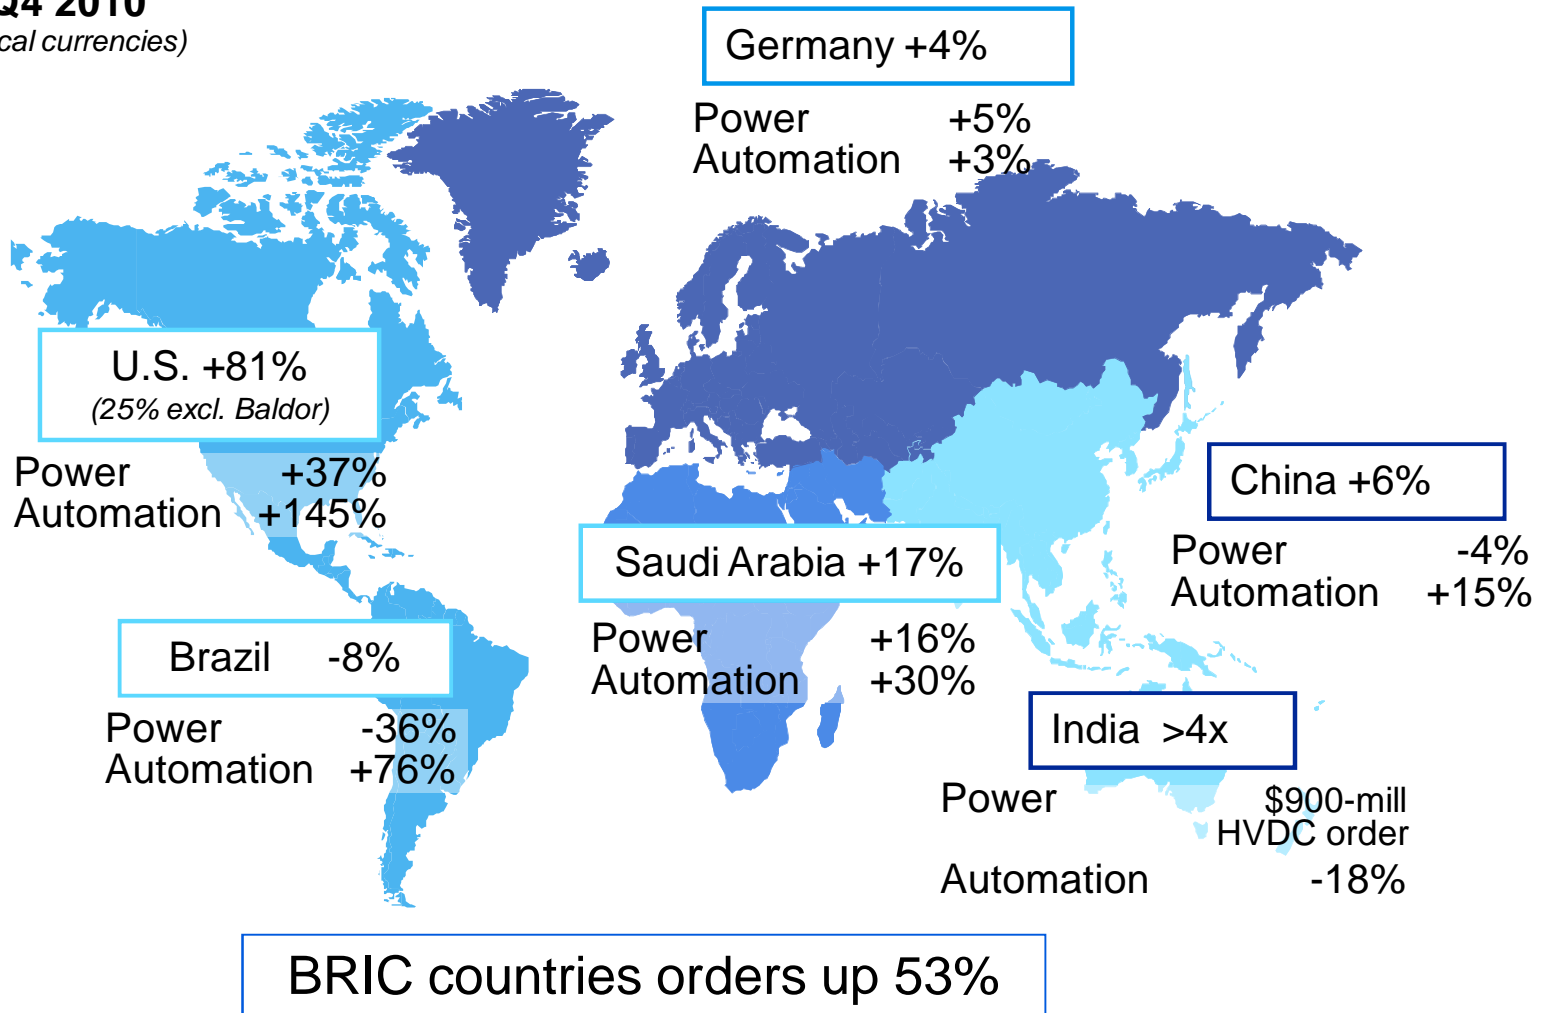 Q4 2010
cal currencies)
Germany +4%
Power +5%
Automation +3%
U.S. +81%
(25% excl. Baldor)
Power +37%
Automation +145%
China +6%
Power -4%
Automation +15%
Saudi Arabia +17%
Power +16%
Automation +30%
Brazil -8%
Power -36%
Automation +76%
India >4x
Power $900-mill
HVDC order
Automation -18%
BRIC countries orders up 53%